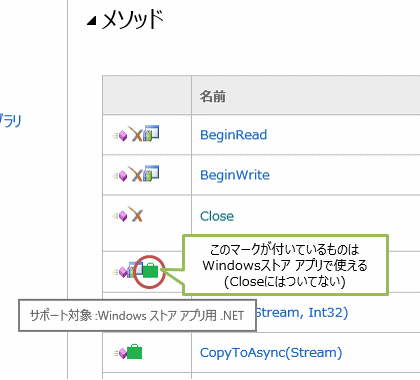 メソッド
ブラリ
名前
BeginRead
BeginWrite
Close
このマークが付いているものは
Windowsストア アプリで使える
(Closeにはついてない)
サポート対象 :Windows ストア アプリ用 .NET
Stream, Int32)
CopyToAsync(Stream)